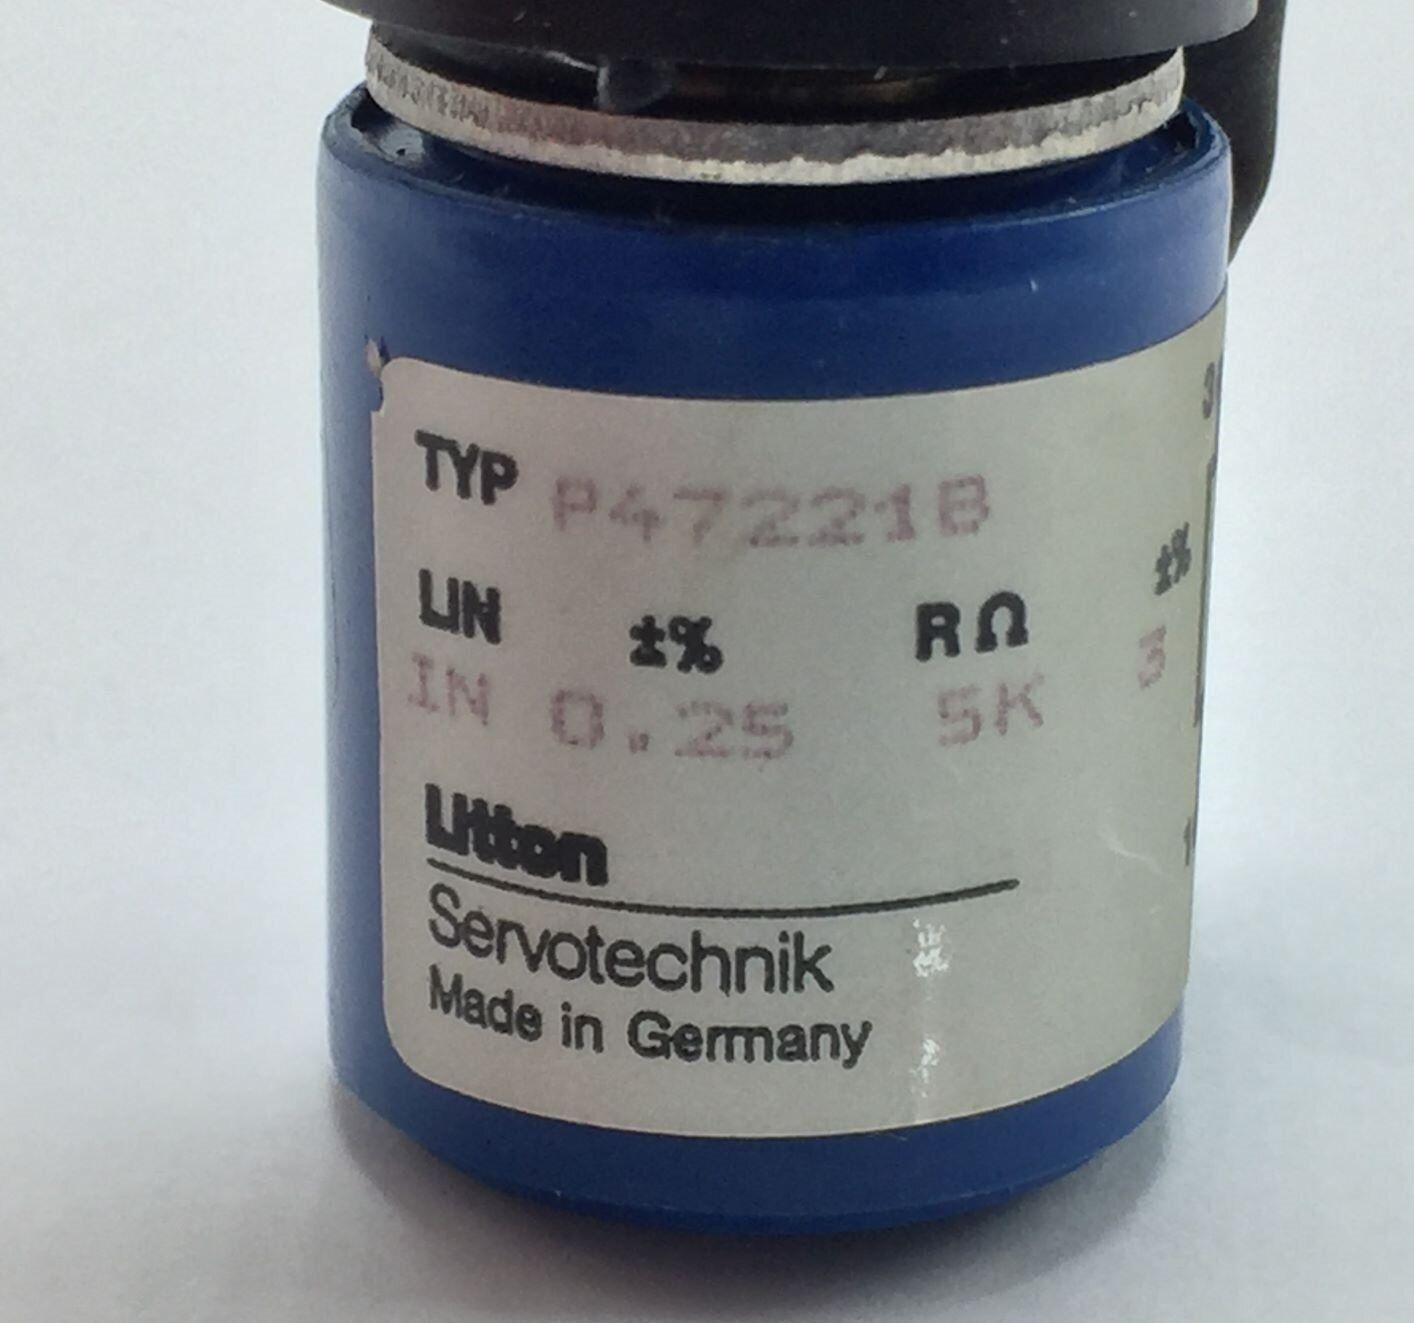 TYP P47221B
LIN ±% RΩ ±%
IN 0.25 5K 3
Litton
Servotechnik
Made in Germany